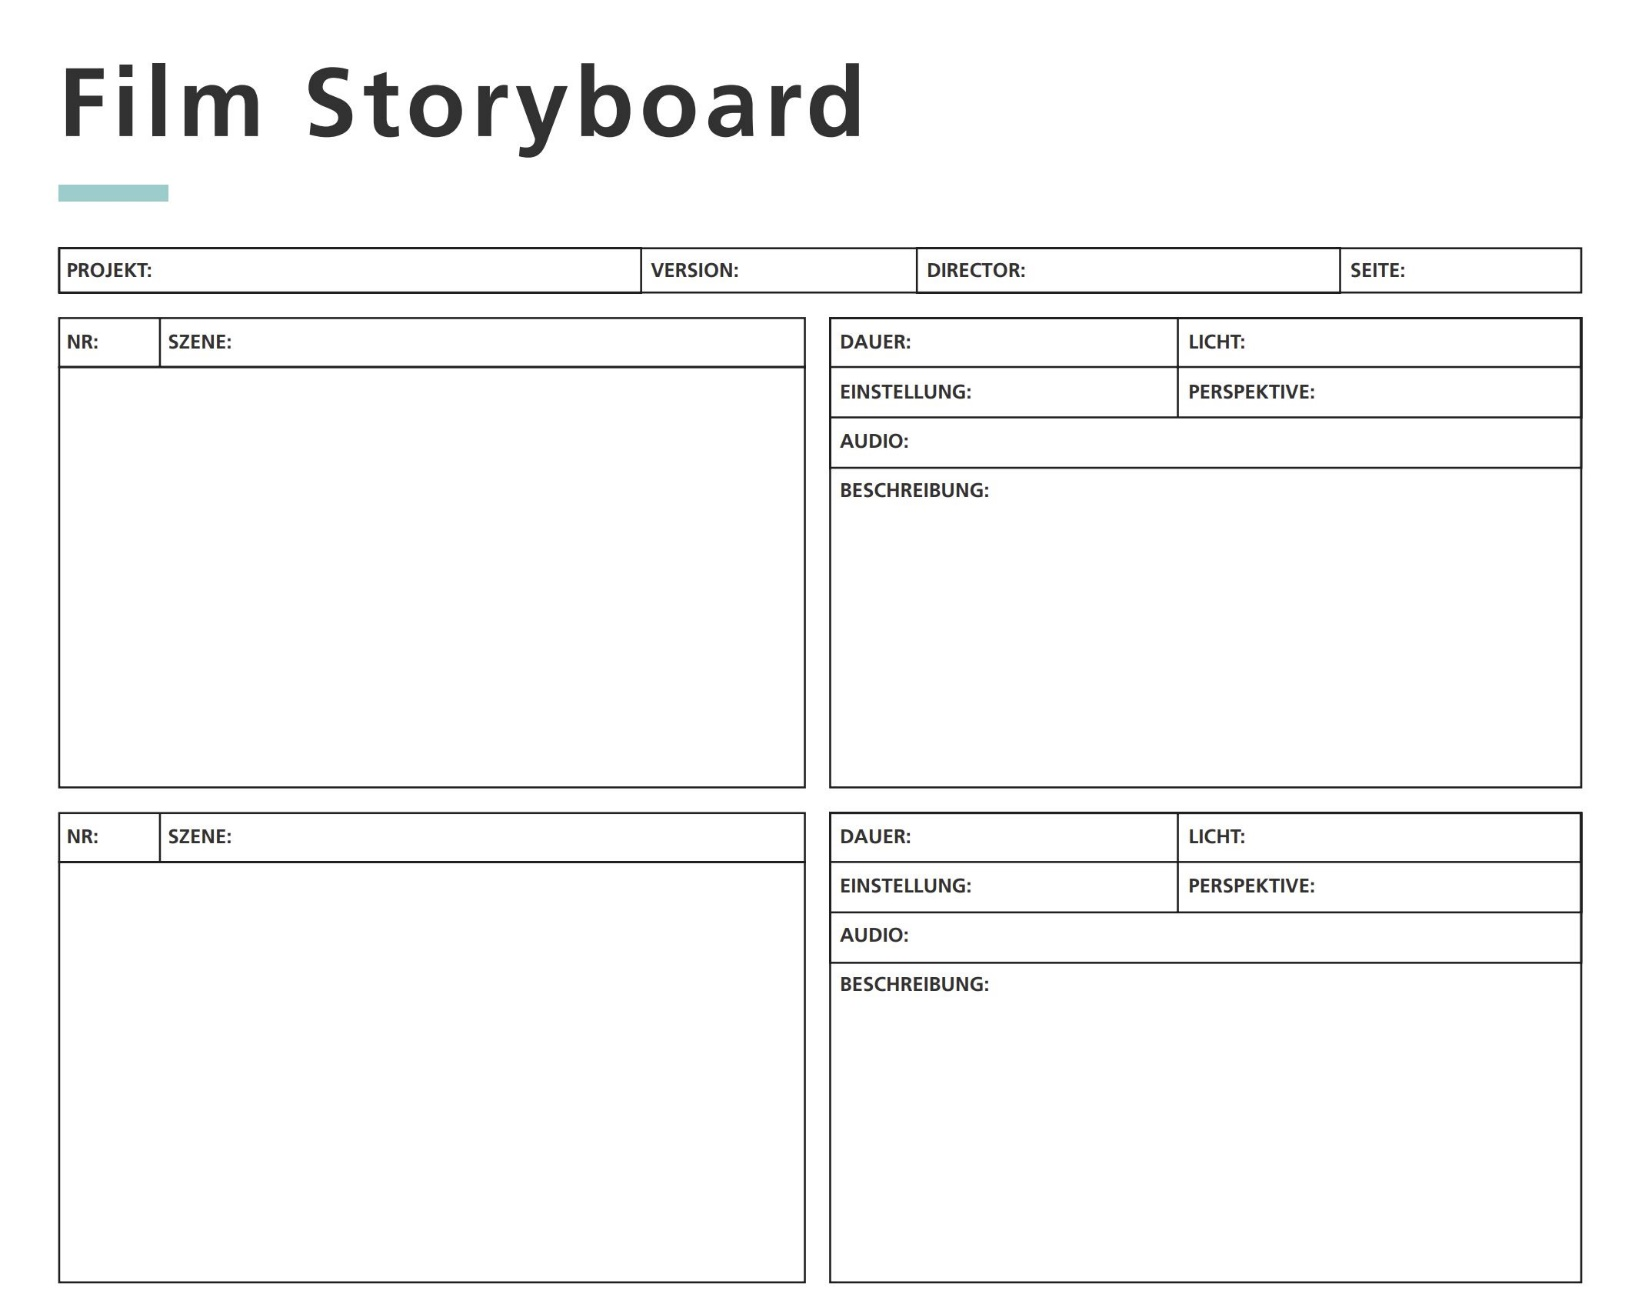 Film Storyboard
PROJEKT: VERSION: DIRECTOR: SEITE:
NR: SZENE:
DAUER: LICHT:
EINSTELLUNG: PERSPEKTIVE:
AUDIO:
BESCHREIBUNG:
NR: SZENE:
DAUER: LICHT:
EINSTELLUNG: PERSPEKTIVE:
AUDIO:
BESCHREIBUNG: